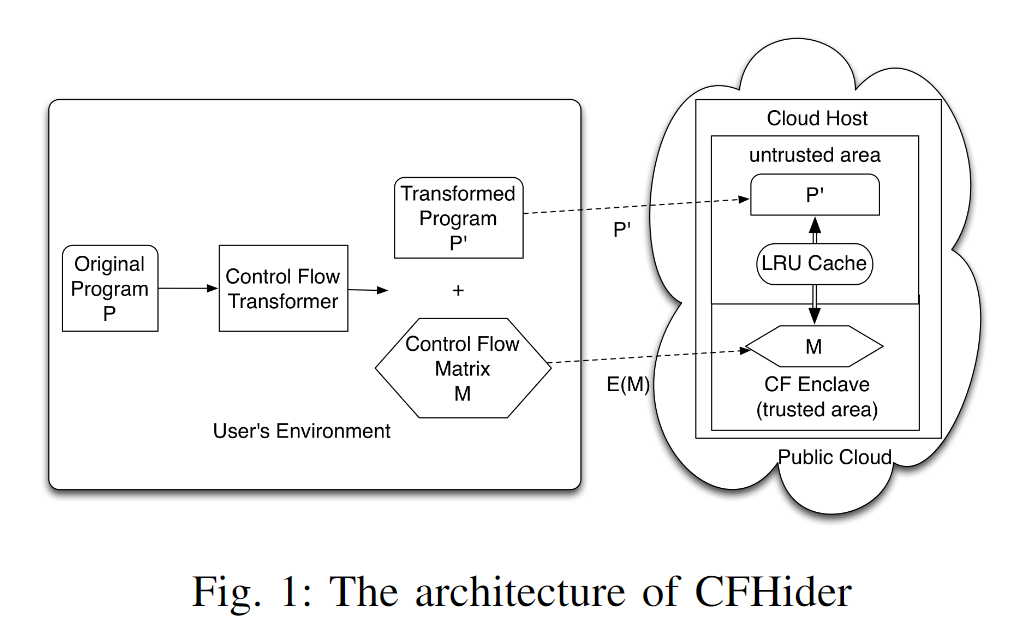 Original
Program
P
Control Flow
Transformer
Transformed
Program
P'
+
Control Flow
Matrix
M
User's Environment
P'
E(M)
Cloud Host
untrusted area
P'
LRU Cache
M
CF Enclave
(trusted area)
Public Cloud
Fig. 1: The architecture of CFHider